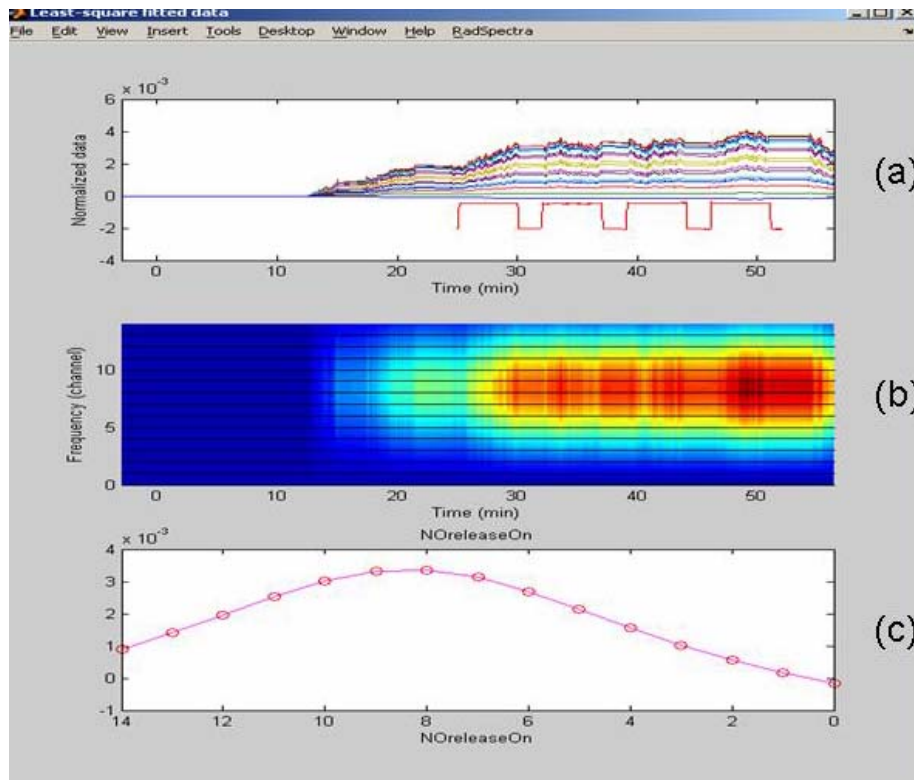 Least-square fitted data
File Edit View Insert Tools Desktop Window Help RadSpectra
× 10⁻³
6
4
2
0
-2
-4
Normalized data
0 10 20 30 40 50
Time (min)
(a)
10
5
0
Frequency (channel)
0 10 20 30 40 50
Time (min)
(b)
NOreleaseOn
× 10⁻³
4
3
2
1
0
-1
14 12 10 8 6 4 2 0
NOreleaseOn
(c)